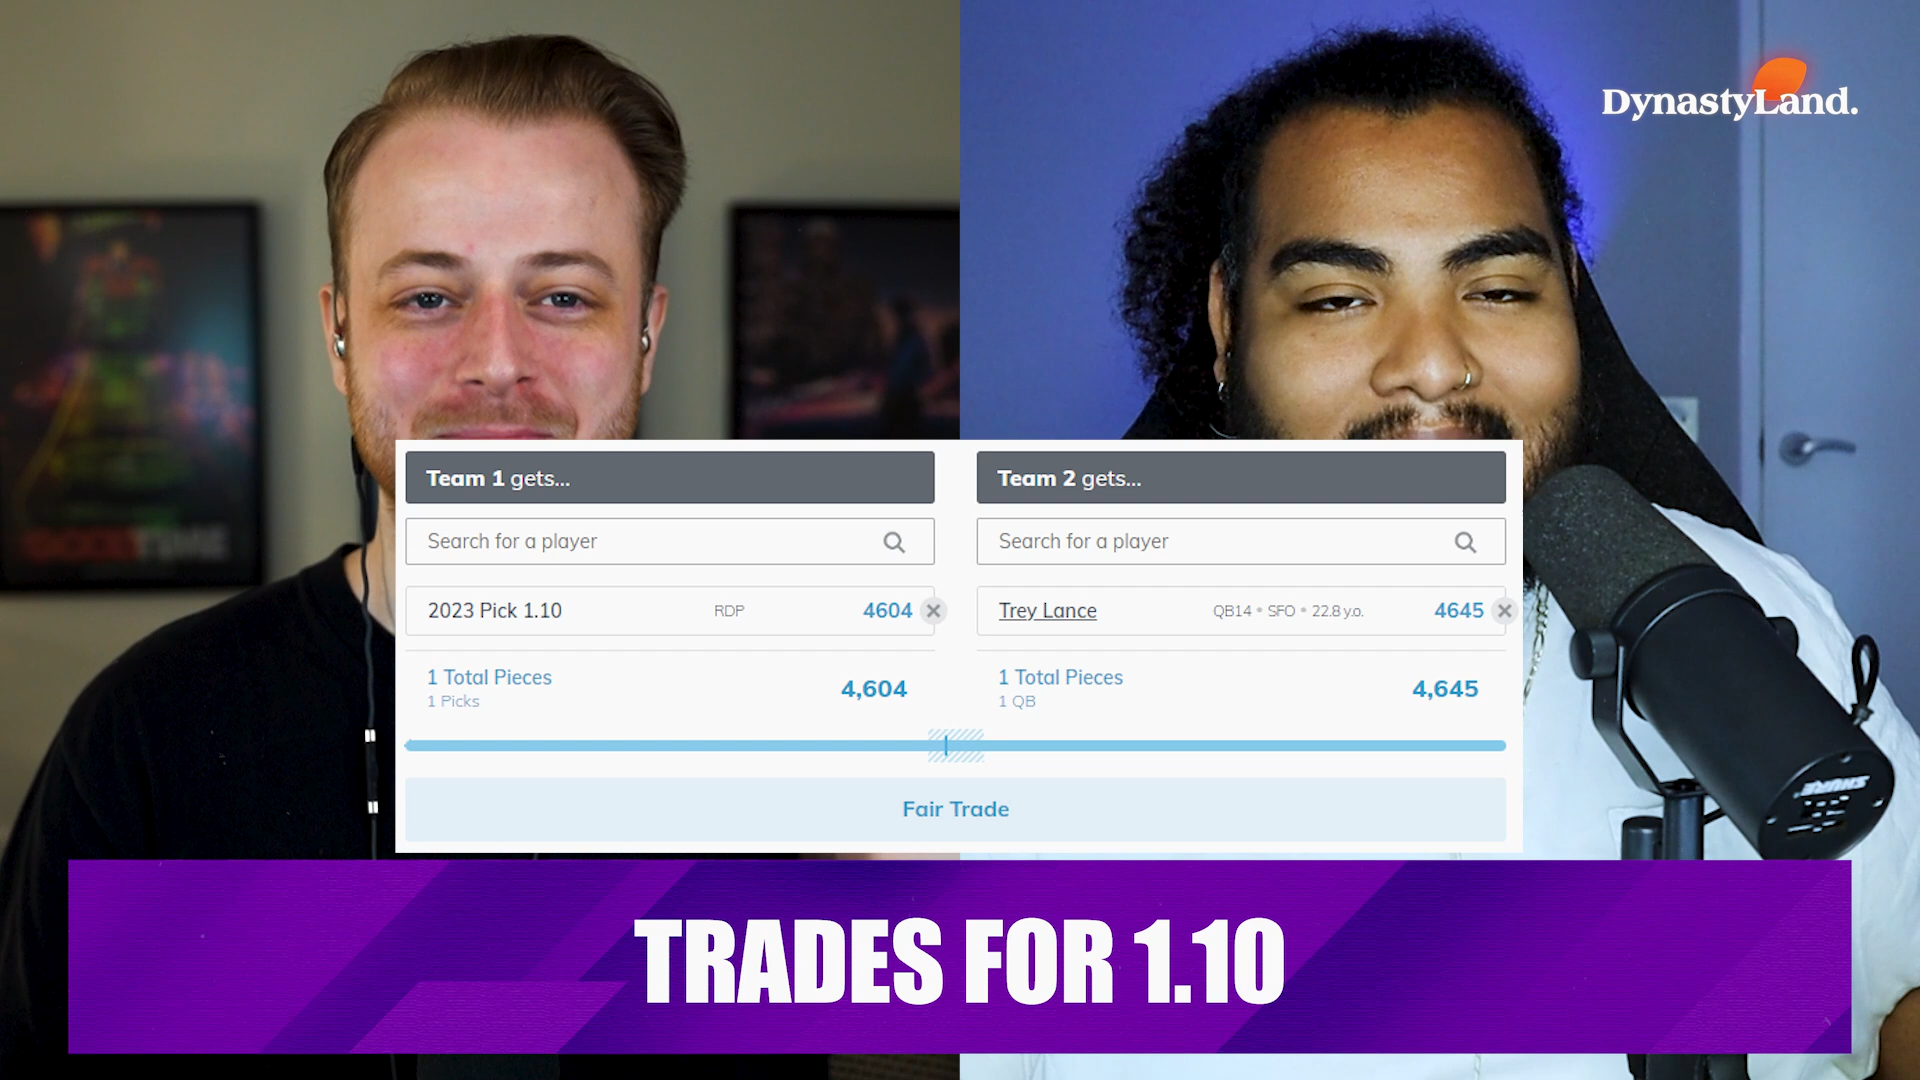 DynastyLand.
Team 1 gets...
Team 2 gets...
Search for a player
Search for a player
2023 Pick 1.10 RDP 4604
Trey Lance QB14 • SFO • 22.8 y.o. 4645
1 Total Pieces
1 Picks
4,604
1 Total Pieces
1 QB
4,645
Fair Trade
SHURE
TRADES FOR 1.10